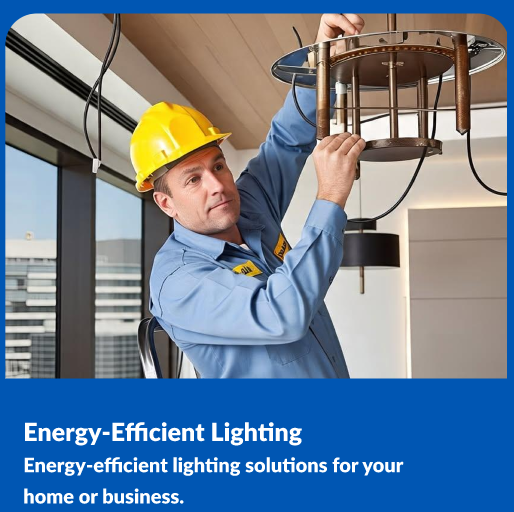 Energy-Efficient Lighting
Energy-efficient lighting solutions for your
home or business.